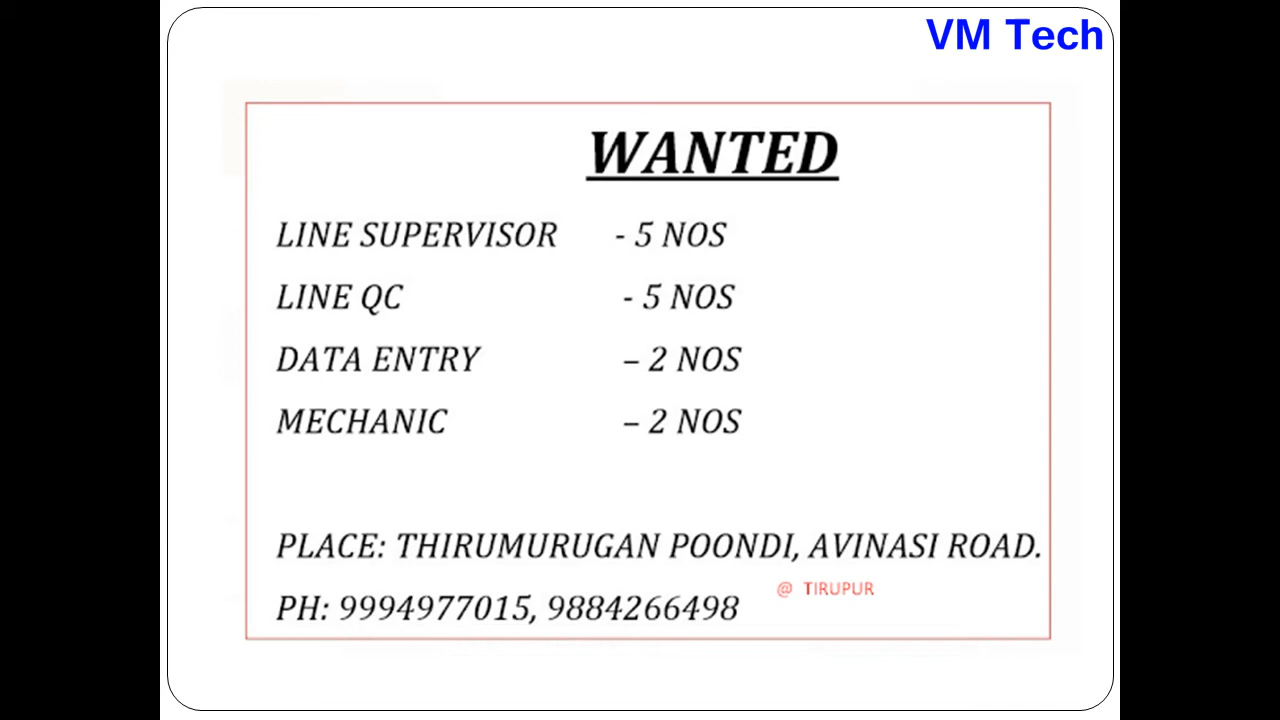 VM Tech
WANTED
LINE SUPERVISOR - 5 NOS
LINE QC - 5 NOS
DATA ENTRY – 2 NOS
MECHANIC – 2 NOS
PLACE: THIRUMURUGAN POONDI, AVINASI ROAD.
@ TIRUPUR
PH: 9994977015, 9884266498